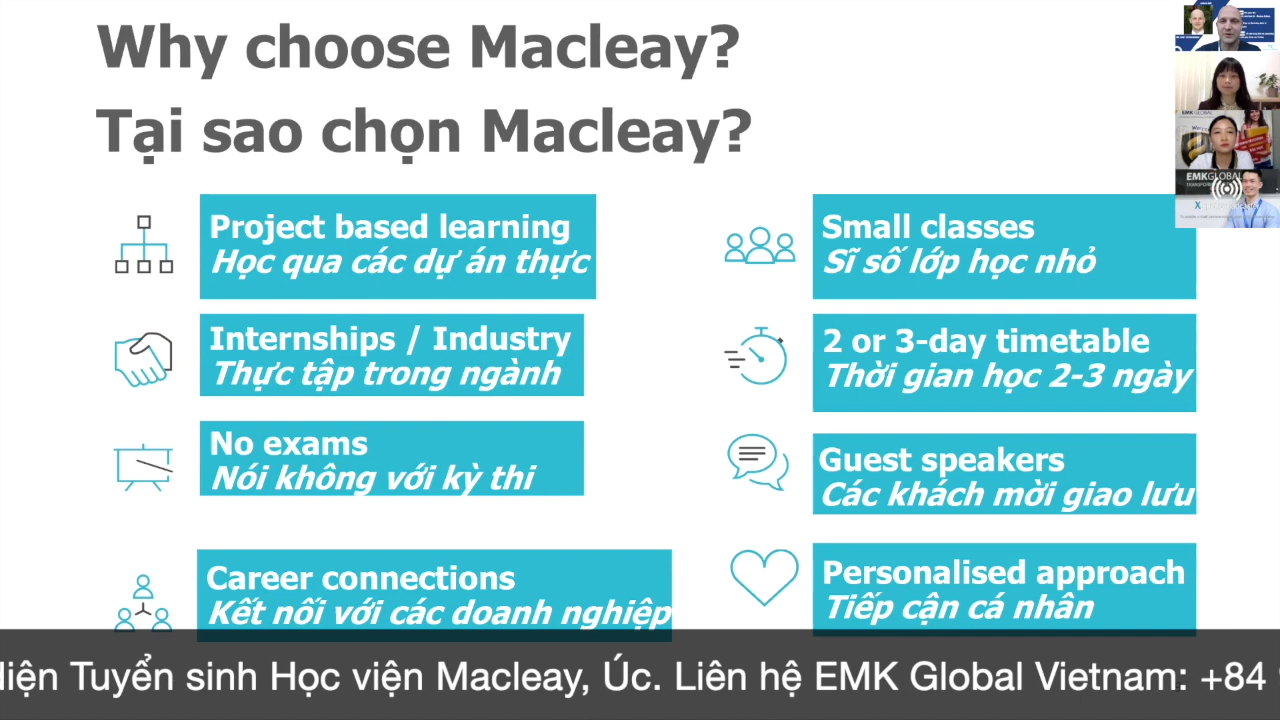 Why choose Macleay?
Tại sao chọn Macleay?
Project based learning
Học qua các dự án thực
Internships / Industry
Thực tập trong ngành
No exams
Nói không với kỳ thi
Career connections
Kết nối với các doanh nghiệp
Small classes
Sĩ số lớp học nhỏ
2 or 3-day timetable
Thời gian học 2-3 ngày
Guest speakers
Các khách mời giao lưu
Personalised approach
Tiếp cận cá nhân
EMK GLOBAL
EMKGLOBAL
diện Tuyển sinh Học viện Macleay, Úc. Liên hệ EMK Global Vietnam: +84